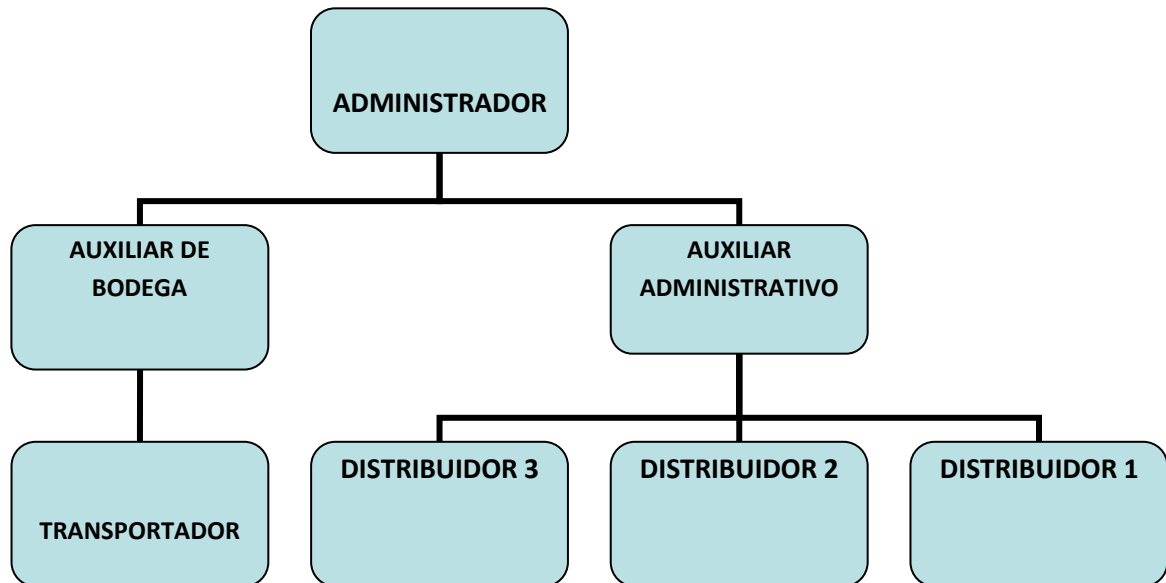 ADMINISTRADOR
AUXILIAR DE
BODEGA
AUXILIAR
ADMINISTRATIVO
TRANSPORTADOR
DISTRIBUIDOR 3
DISTRIBUIDOR 2
DISTRIBUIDOR 1